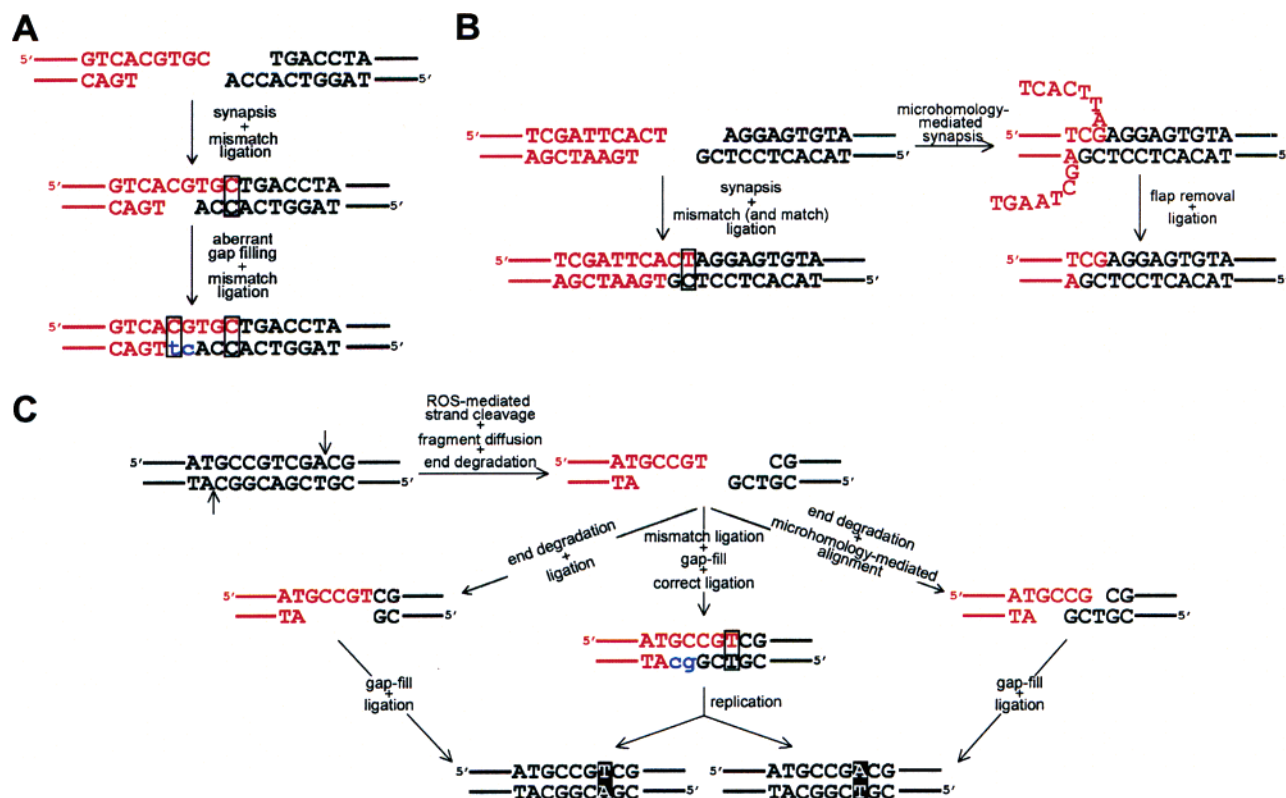 A
5' GTCACGTGC TGACCTA
CAGT ACCACTGGAT 5'
synapsis
+
mismatch
ligation
5' GTCACGTGCTGACCTA
CAGT ACCACTGGAT 5'
aberrant
gap filling
+
mismatch
ligation
5' GTCACGTGCTGACCTA
CAGTtcACCACTGGAT 5'
B
5' TCGATTCACT AGGAGTGTA
AGCTAAGT GCTCCTCACAT 5'
microhomology-
mediated
synapsis
TCACTTA
5' TCGAGGAGTGTA
AGCTCCTCACAT 5'
TGAATCG
synapsis
+
mismatch (and match)
ligation
flap removal
+
ligation
5' TCGATTCACTAGGAGTGTA
AGCTAAGTGCTCCTCACAT 5'
5' TCGAGGAGTGTA
AGCTCCTCACAT 5'
C
5' ATGCCGTCGACG
TACGGCAGCTGC 5'
ROS-mediated
strand cleavage
+
fragment diffusion
+
end degradation
5' ATGCCGT CG
TA GCTGC 5'
end degradation
+
ligation
mismatch ligation
+
gap-fill
+
correct ligation
end degradation
+
microhomology-mediated
alignment
5' ATGCCGTCG
TA GC 5'
5' ATGCCGTCG
TAcgGCTGC 5'
5' ATGCCG CG
TA GCTGC 5'
gap-fill
+
ligation
replication
gap-fill
+
ligation
5' ATGCCGTCG
TACGGCAGC 5'
5' ATGCCGACG
TACGGCTGC 5'